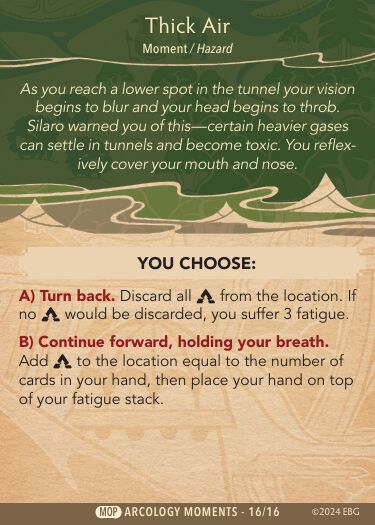 Thick Air
Moment / Hazard
As you reach a lower spot in the tunnel your vision
begins to blur and your head begins to throb.
Silaro warned you of this—certain heavier gases
can settle in tunnels and become toxic. You reflex-
ively cover your mouth and nose.
YOU CHOOSE:
A) Turn back. Discard all from the location. If
no would be discarded, you suffer 3 fatigue.
B) Continue forward, holding your breath.
Add to the location equal to the number of
cards in your hand, then place your hand on top
of your fatigue stack.
MOP ARCOLOGY MOMENTS - 16/16
©2024 EBG